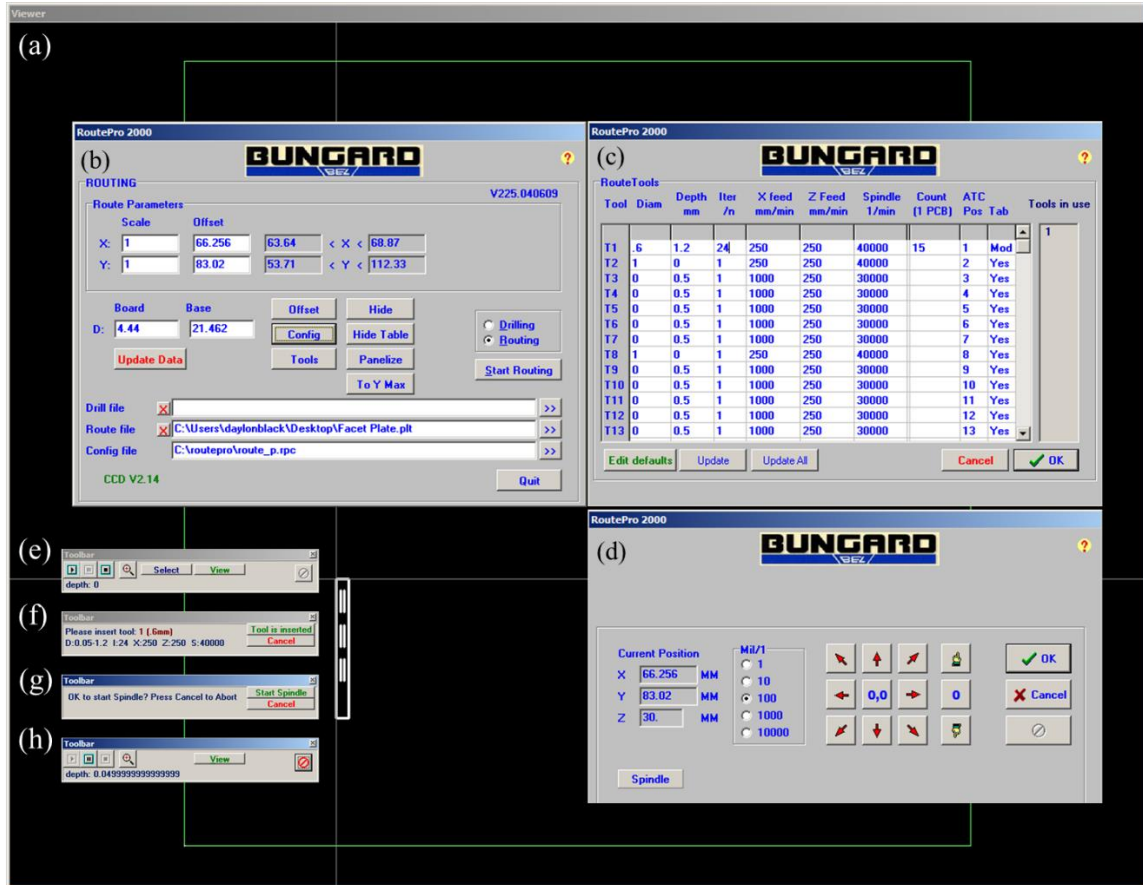 Viewer
(a)
RoutePro 2000
(b)
BUNGARD
BEZ
?
ROUTING
V225.040609
Route Parameters
Scale Offset
X: 1 66.256 63.64 < X < 68.87
Y: 1 83.02 53.71 < Y < 112.33
Board Base
D: 4.44 21.462
Update Data
Offset Hide
Config Hide Table
Tools Panelize
To Y Max
Drilling
Routing
Start Routing
Drill file X >>
Route file X C:\Users\daylonblack\Desktop\Facet Plate.plt >>
Config file C:\routepro\route_p.rpc >>
CCD V2.14
Quit
RoutePro 2000
(c)
BUNGARD
BEZ
?
RouteTools
Tool Diam Depth mm Iter /n X feed mm/min Z Feed mm/min Spindle 1/min Count (1 PCB) ATC Pos Tab
Tools in use
1
T1 .6 1.2 24 250 250 40000 15 1 Mod
T2 1 0 1 250 250 40000 2 Yes
T3 0 0.5 1 1000 250 30000 3 Yes
T4 0 0.5 1 1000 250 30000 4 Yes
T5 0 0.5 1 1000 250 30000 5 Yes
T6 0 0.5 1 1000 250 30000 6 Yes
T7 0 0.5 1 1000 250 30000 7 Yes
T8 1 0 1 250 250 40000 8 Yes
T9 0 0.5 1 1000 250 30000 9 Yes
T10 0 0.5 1 1000 250 30000 10 Yes
T11 0 0.5 1 1000 250 30000 11 Yes
T12 0 0.5 1 1000 250 30000 12 Yes
T13 0 0.5 1 1000 250 30000 13 Yes
Edit defaults Update Update All Cancel OK
RoutePro 2000
(d)
BUNGARD
BEZ
?
Current Position
X 66.256 MM
Y 83.02 MM
Z 30. MM
Mil/1
1
10
100
1000
10000
0,0
0
OK
Cancel
Spindle
(e)
Toolbar
Select View
depth: 0
(f)
Toolbar
Please insert tool: 1 (.6mm) Tool is inserted
D:0.05-1.2 I:24 X:250 Z:250 S:40000 Cancel
(g)
Toolbar
OK to start Spindle? Press Cancel to Abort Start Spindle
Cancel
(h)
Toolbar
View
depth: 0.0499999999999999